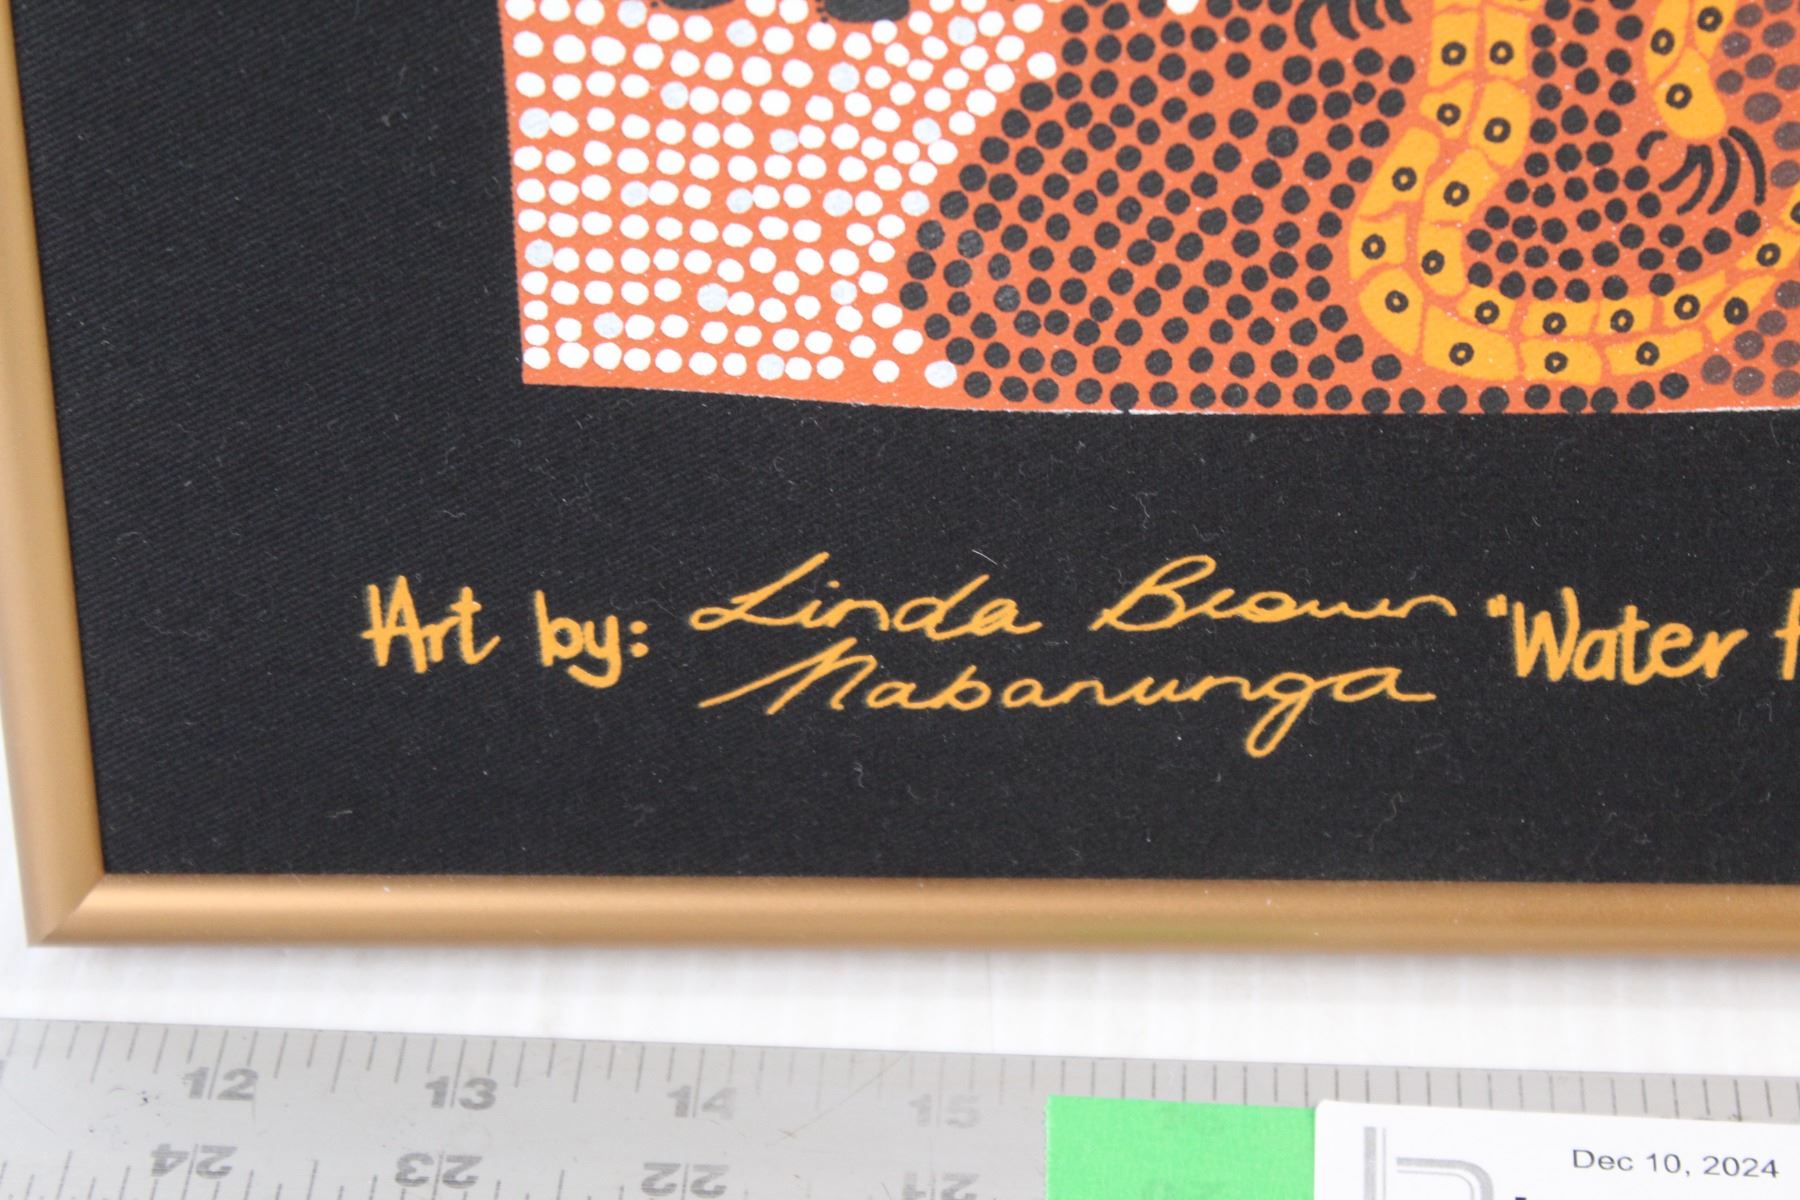 Art by: Linda Brown "Water
Nabanunga
12 13 14 15
24 23 22 21
Dec 10, 2024